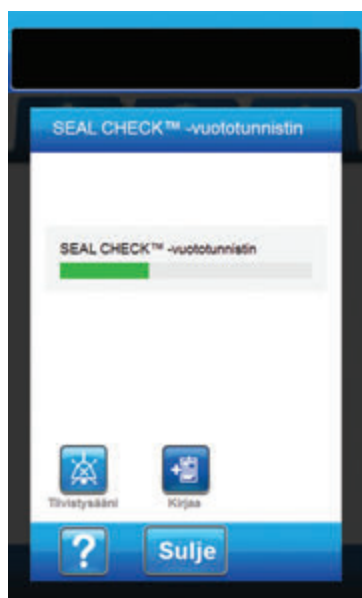 SEAL CHECK™ -vuototunnistin
SEAL CHECK™ -vuototunnistin
Tiivistysääni
Kirjaa
?
Sulje